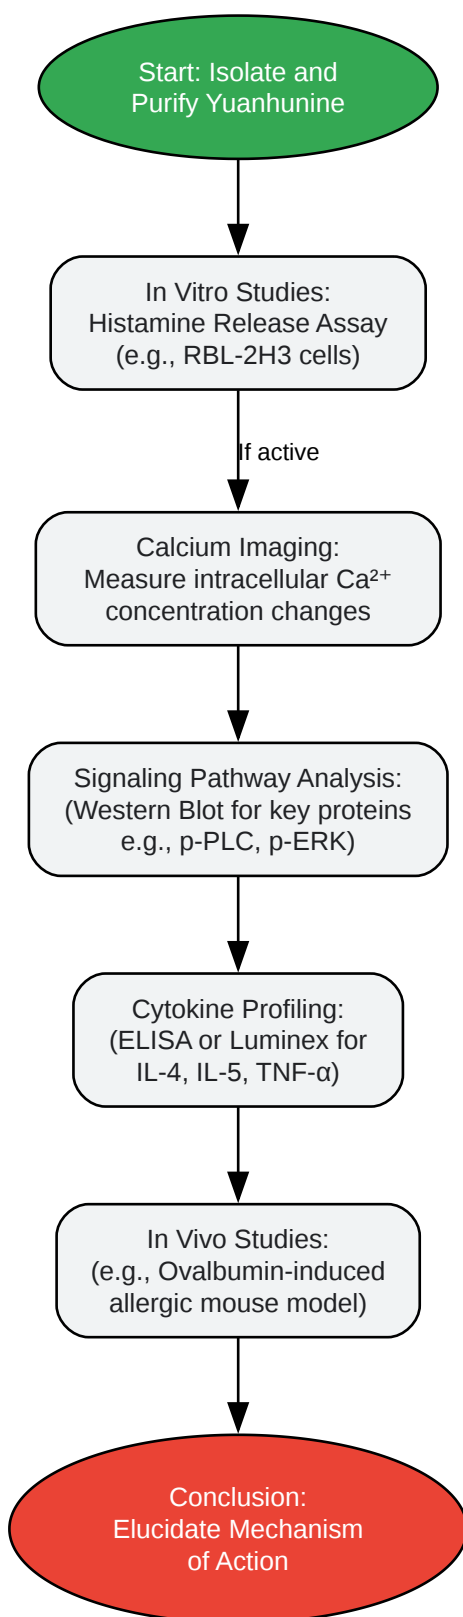 Start: Isolate and
Purify Yuanhunine
In Vitro Studies:
Histamine Release Assay
(e.g., RBL-2H3 cells)
If active
Calcium Imaging:
Measure intracellular Ca²⁺
concentration changes
Signaling Pathway Analysis:
(Western Blot for key proteins
e.g., p-PLC, p-ERK)
Cytokine Profiling:
(ELISA or Luminex for
IL-4, IL-5, TNF-α)
In Vivo Studies:
(e.g., Ovalbumin-induced
allergic mouse model)
Conclusion:
Elucidate Mechanism
of Action